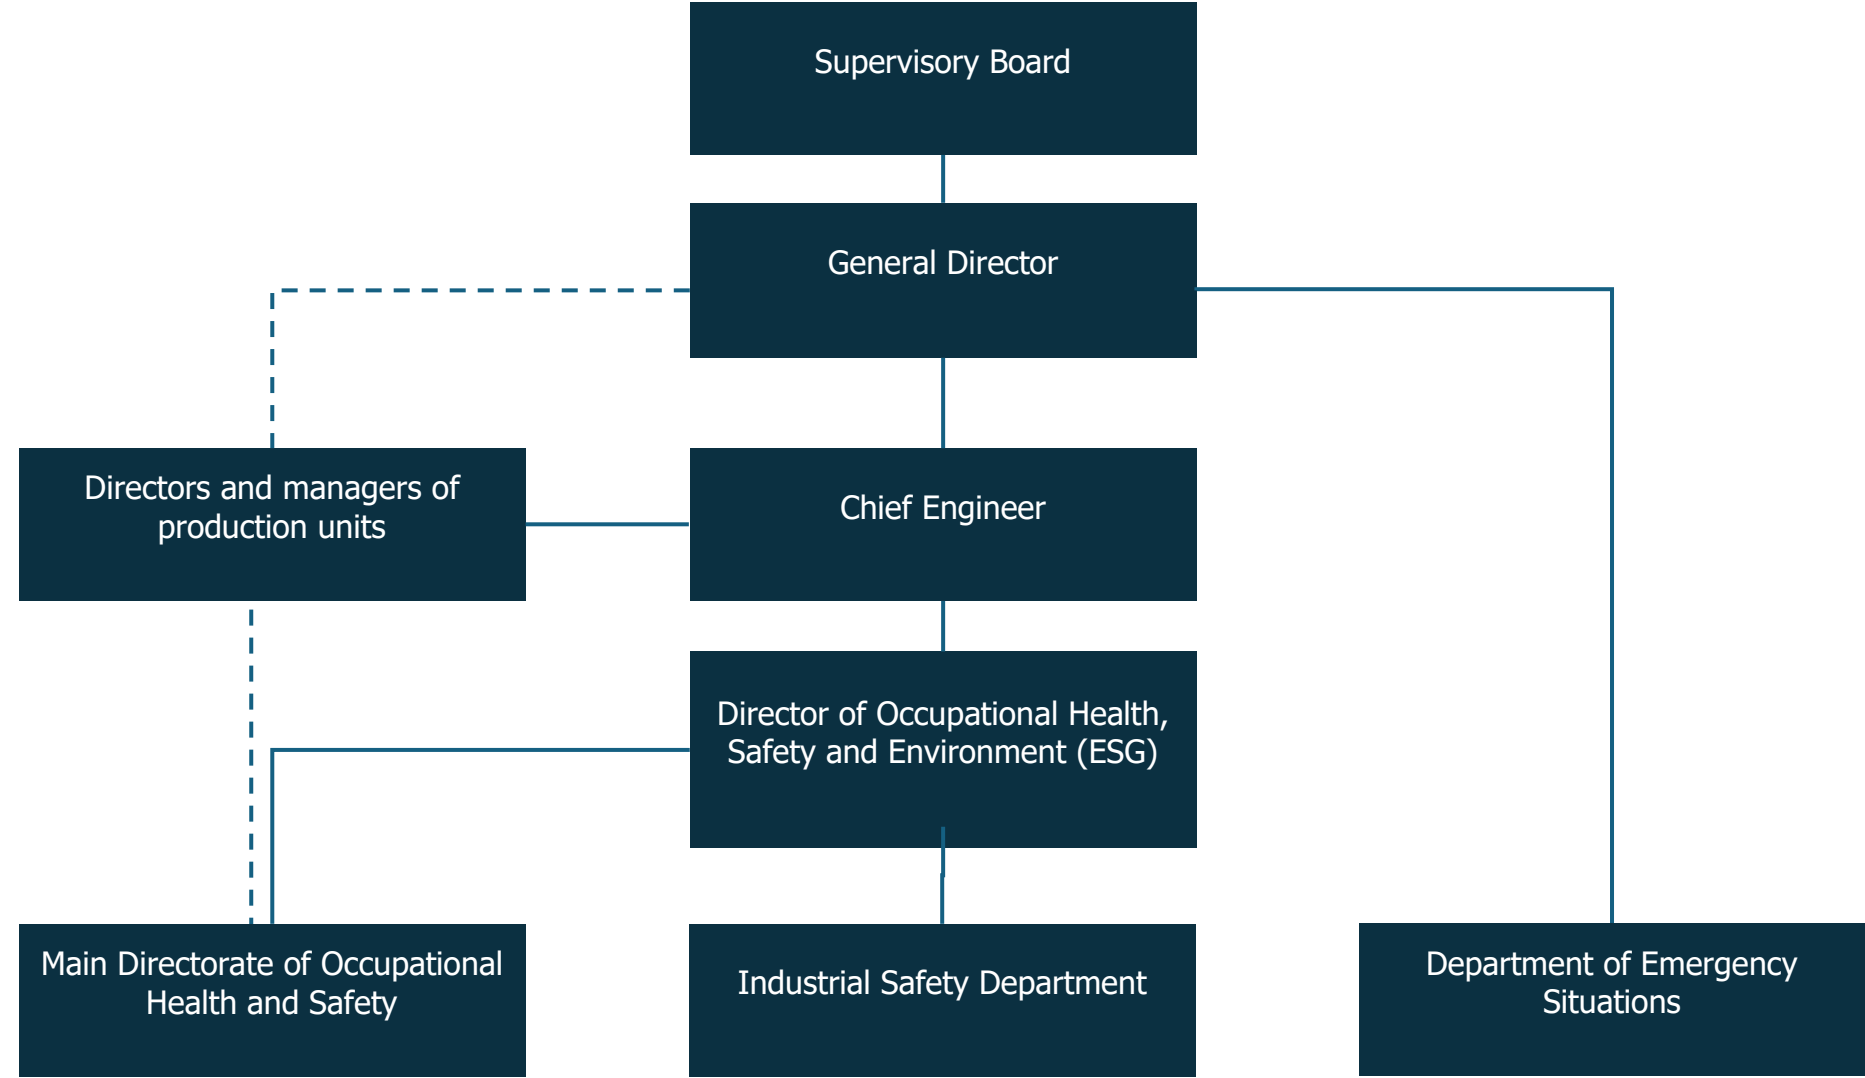 Supervisory Board
General Director
Directors and managers of
production units
Chief Engineer
Director of Occupational Health,
Safety and Environment (ESG)
Main Directorate of Occupational
Health and Safety
Industrial Safety Department
Department of Emergency
Situations